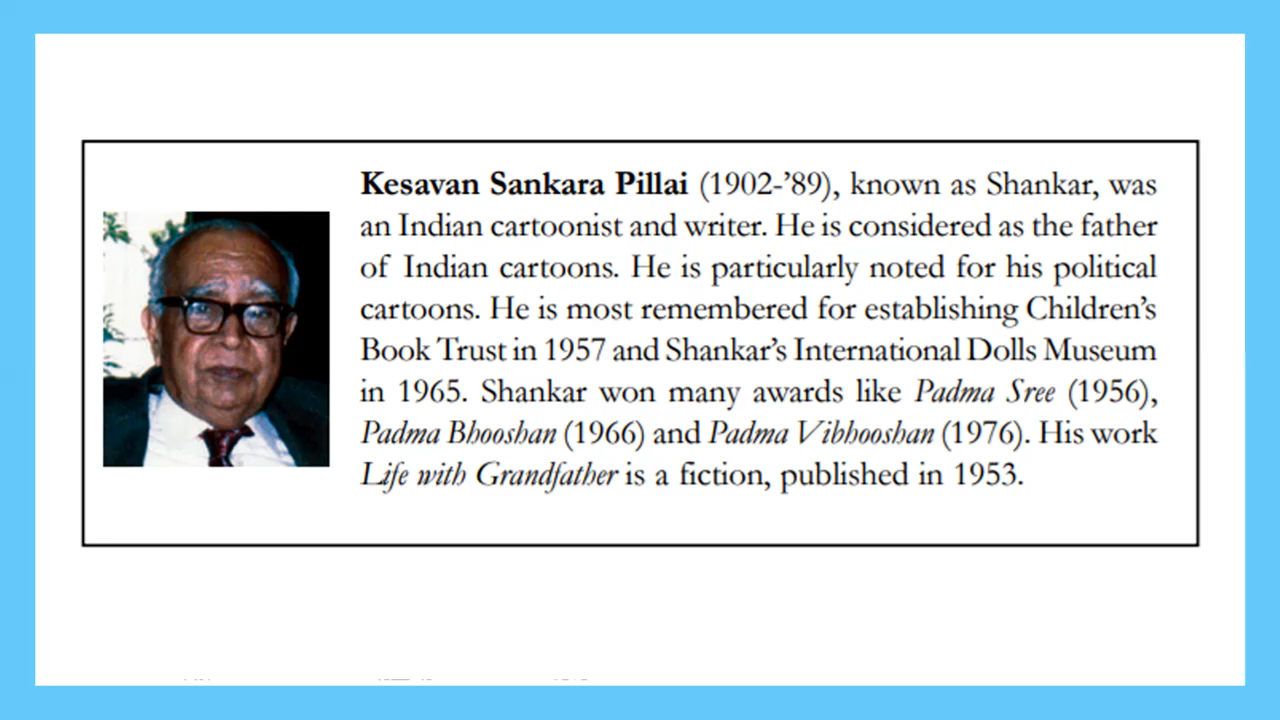 Kesavan Sankara Pillai (1902-’89), known as Shankar, was
an Indian cartoonist and writer. He is considered as the father
of Indian cartoons. He is particularly noted for his political
cartoons. He is most remembered for establishing Children’s
Book Trust in 1957 and Shankar’s International Dolls Museum
in 1965. Shankar won many awards like Padma Sree (1956),
Padma Bhooshan (1966) and Padma Vibhooshan (1976). His work
Life with Grandfather is a fiction, published in 1953.